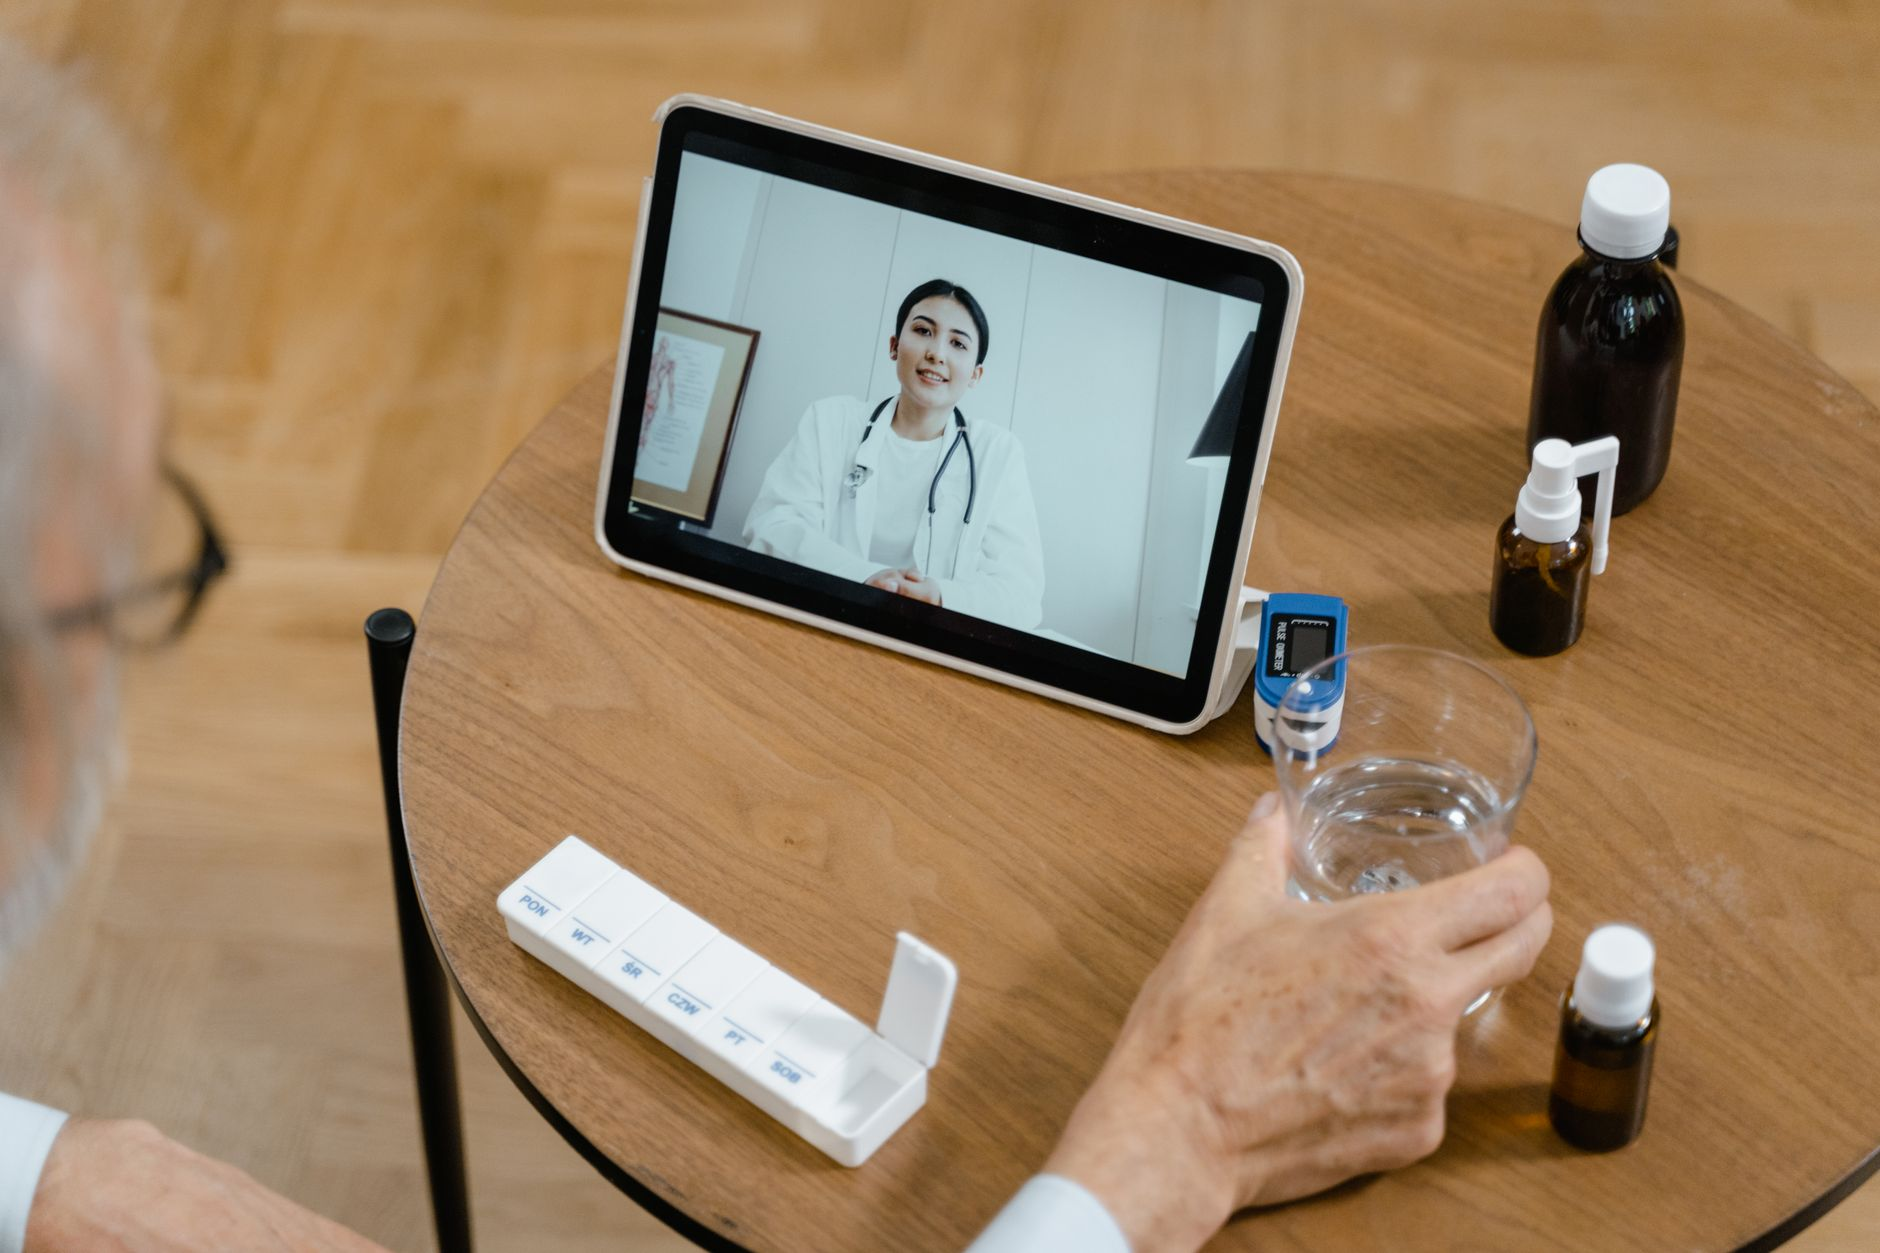 PULSE OXIMETER
PON
WT
ŚR
CZW
PT
SOB